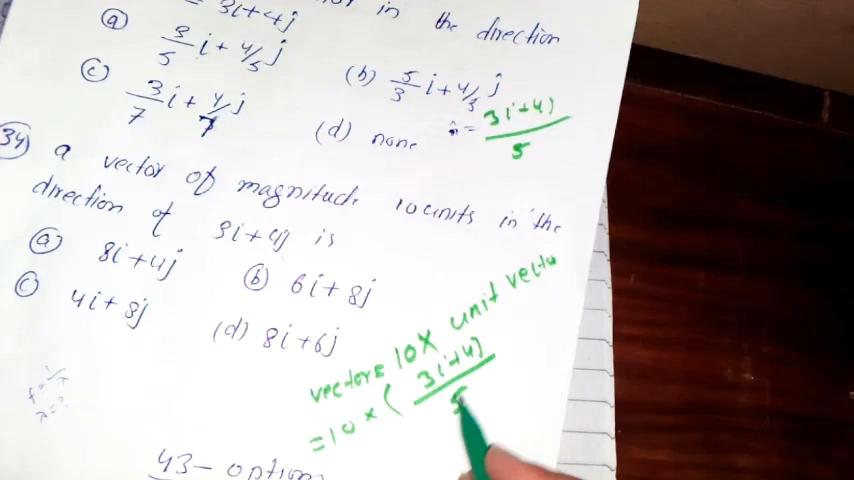 = 3i+4j
in the direction
(a) 3/5 i + 4/5 j
(b) 5/3 i + 4/3 j
(c) 3/7 i + 4/7 j
(d) none
n̂ = 3i+4j/5
(34) a vector of magnitude 10 units in the
direction of 3i+4j is
(a) 8i+4j
(b) 6i+8j
(c) 4i+8j
(d) 8i+6j
vector = 10 x unit vector
= 10 x (3i+4j/5
43 - option